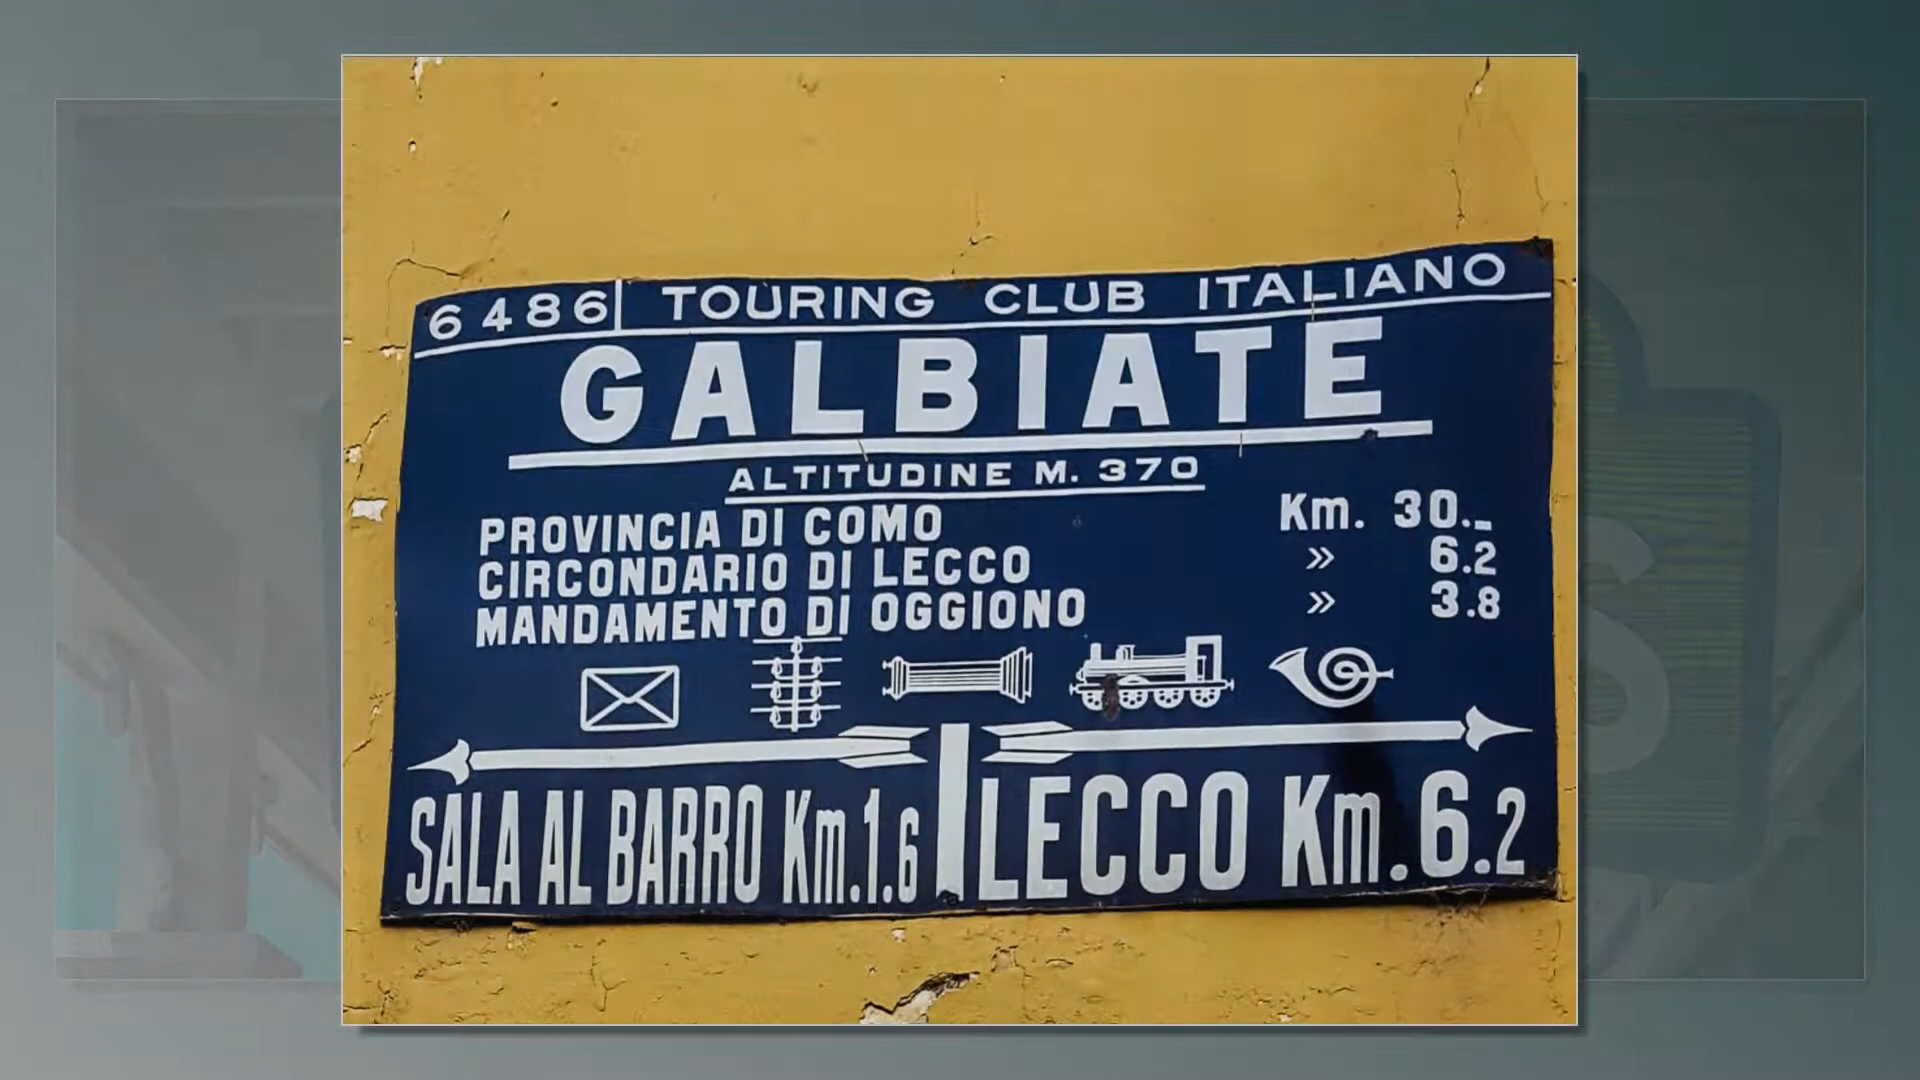 6486 TOURING CLUB ITALIANO
GALBIATE
ALTITUDINE M. 370
PROVINCIA DI COMO Km. 30._
CIRCONDARIO DI LECCO » 6.2
MANDAMENTO DI OGGIONO » 3.8
SALA AL BARRO Km.1.6
LECCO Km.6.2